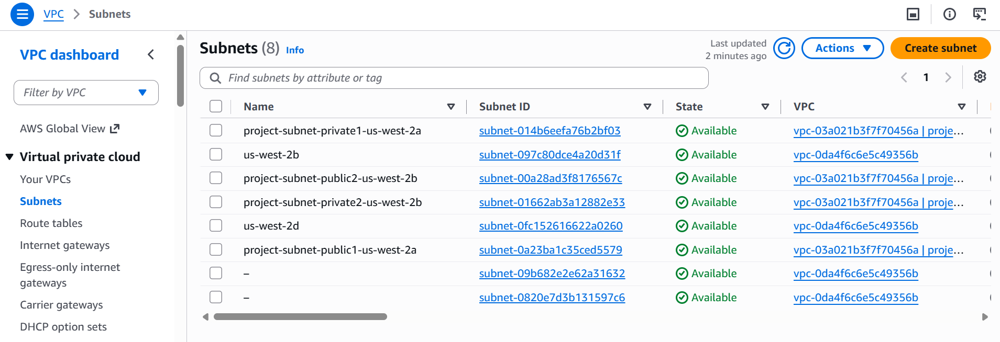 VPC > Subnets
VPC dashboard
Filter by VPC
AWS Global View
Virtual private cloud
Your VPCs
Subnets
Route tables
Internet gateways
Egress-only internet
gateways
Carrier gateways
DHCP option sets
Subnets (8) Info
Last updated
2 minutes ago
Actions
Create subnet
Find subnets by attribute or tag
1
Name Subnet ID State VPC
project-subnet-private1-us-west-2a subnet-014b6eefa76b2bf03 Available vpc-03a021b3f7f70456a | proje…
us-west-2b subnet-097c80dce4a20d31f Available vpc-0da4f6c6e5c49356b
project-subnet-public2-us-west-2b subnet-00a28ad3f8176567c Available vpc-03a021b3f7f70456a | proje…
project-subnet-private2-us-west-2b subnet-01662ab3a12882e33 Available vpc-03a021b3f7f70456a | proje…
us-west-2d subnet-0fc152616622a0260 Available vpc-0da4f6c6e5c49356b
project-subnet-public1-us-west-2a subnet-0a23ba1c35ced5579 Available vpc-03a021b3f7f70456a | proje…
– subnet-09b682e2e62a31632 Available vpc-0da4f6c6e5c49356b
– subnet-0820e7d3b131597c6 Available vpc-0da4f6c6e5c49356b